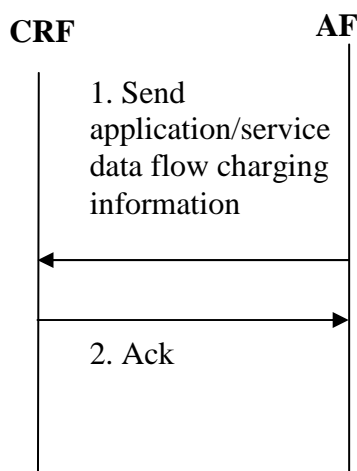 CRF AF
1. Send
application/service
data flow charging
information
2. Ack